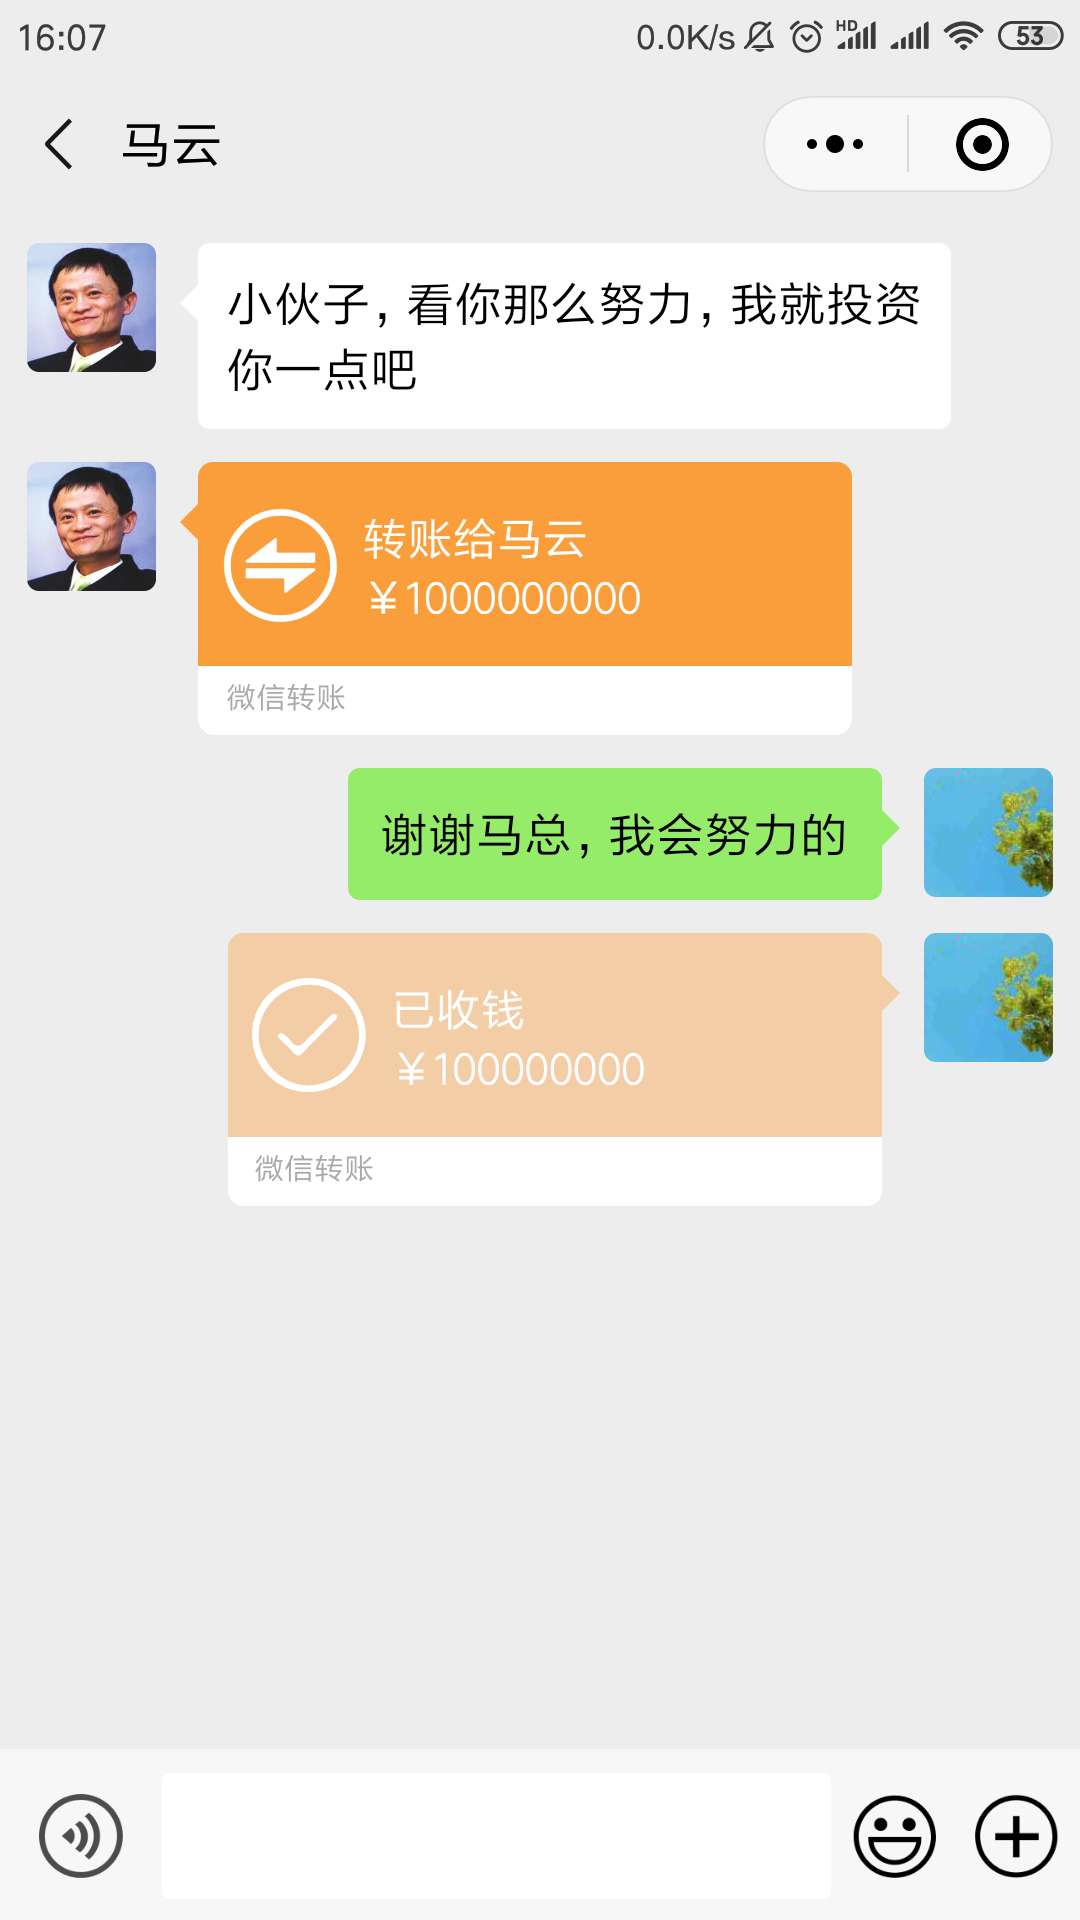 16:07
0.0K/s
HD
53
马云
小伙子,看你那么努力,我就投资
你一点吧
转账给马云
￥1000000000
微信转账
谢谢马总,我会努力的
已收钱
￥100000000
微信转账